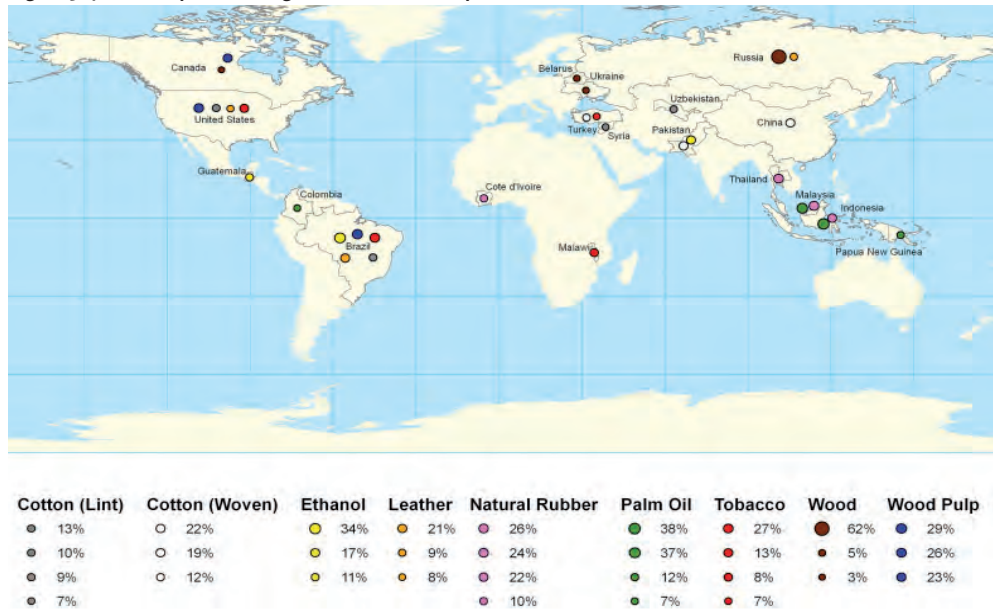 Canada
United States
Guatemala
Colombia
Brazil
Cote d'Ivoire
Malawi
Belarus
Ukraine
Turkey
Syria
Uzbekistan
Pakistan
Russia
China
Thailand
Malaysia
Indonesia
Papua New Guinea
Cotton (Lint) Cotton (Woven) Ethanol Leather Natural Rubber Palm Oil Tobacco Wood Wood Pulp
13% 22% 34% 21% 26% 38% 27% 62% 29%
10% 19% 17% 9% 24% 37% 13% 5% 26%
9% 12% 11% 8% 22% 12% 8% 3% 23%
7% 10% 7% 7%